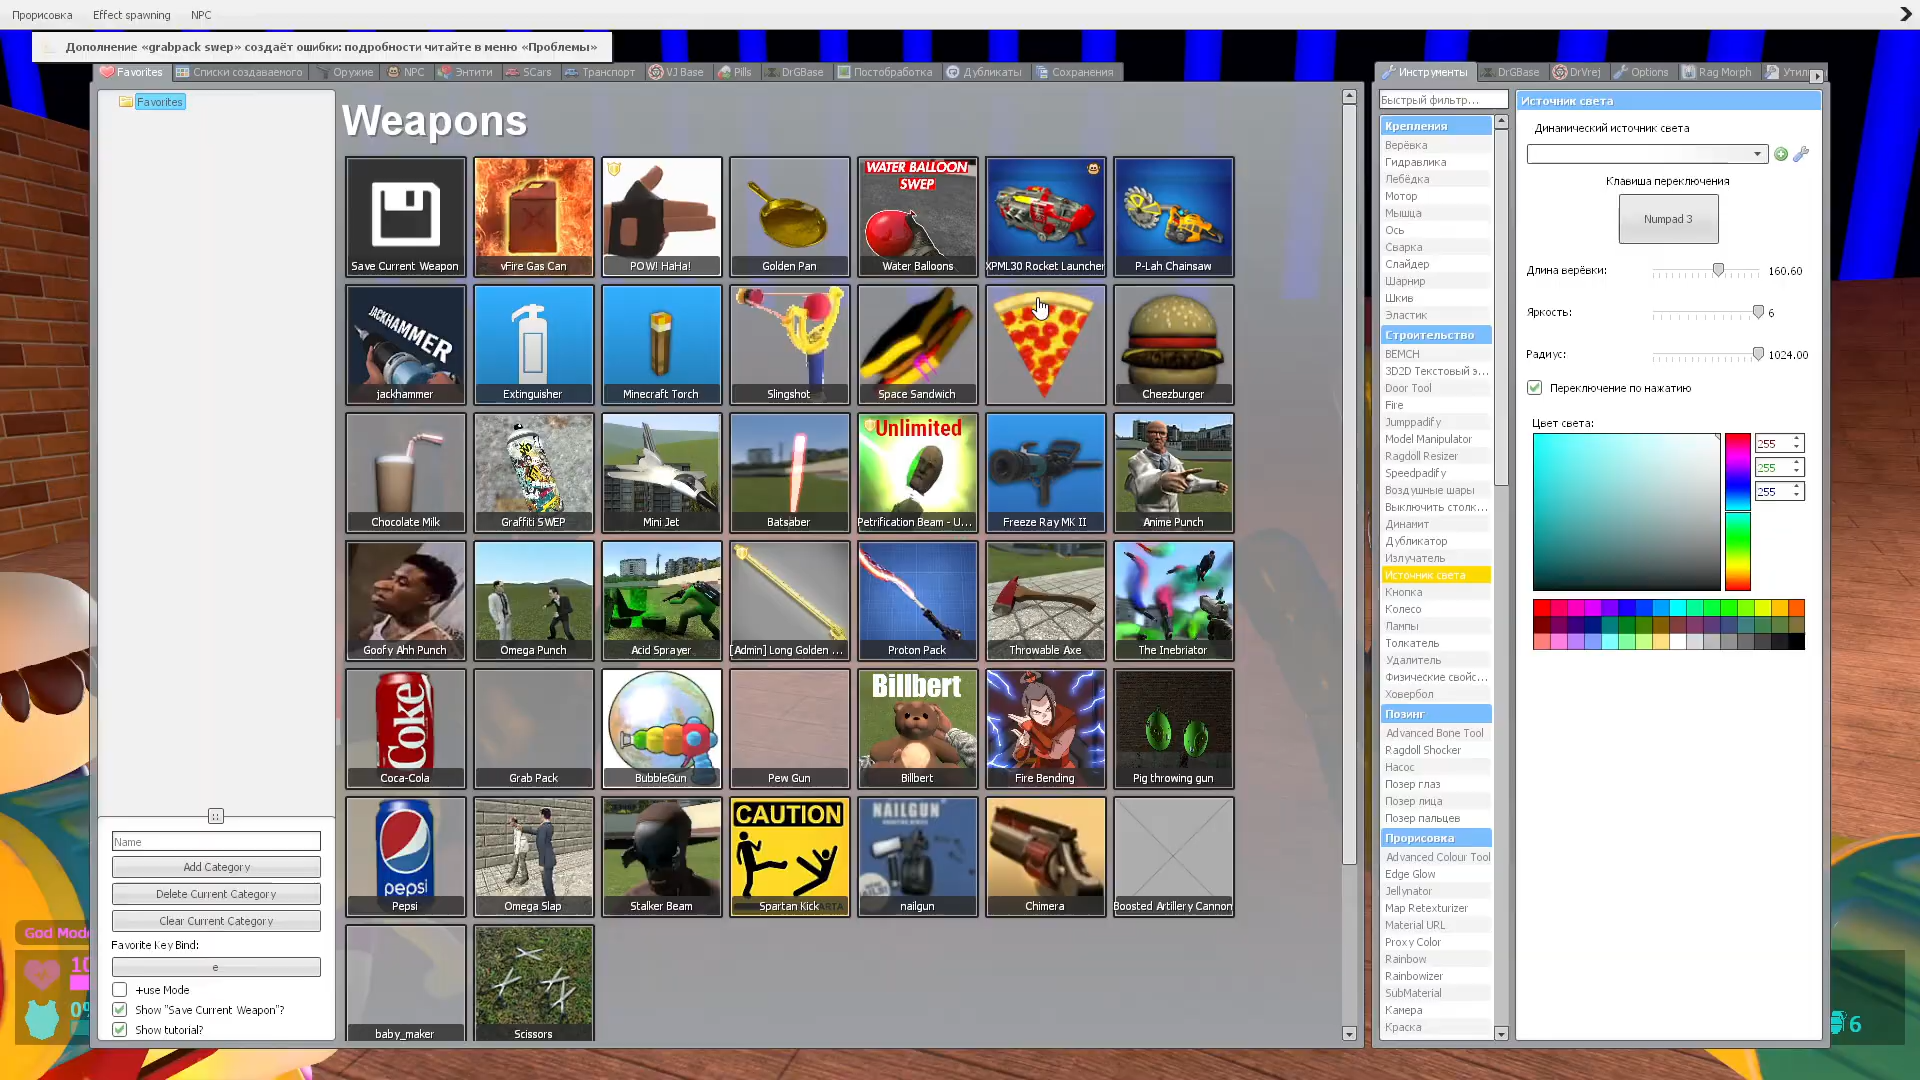 Прорисовка Effect spawning NPC
Дополнение «grabpack swep» создаёт ошибки: подробности читайте в меню «Проблемы»
Favorites Списки создаваемого Оружие NPC Энтити SCars Транспорт VJ Base Pills DrGBase Постобработка Дубликаты Сохранения
Favorites
Weapons
WATER BALLOON
SWEP
Save Current Weapon vFire Gas Can POW! HaHa! Golden Pan Water Balloons XPML30 Rocket Launcher P-Lah Chainsaw
JACKHAMMER
jackhammer Extinguisher Minecraft Torch Slingshot Space Sandwich Cheezburger
Unlimited
Chocolate Milk Graffiti SWEP Mini Jet Batsaber Petrification Beam - U... Freeze Ray MK II Anime Punch
Goofy Ahh Punch Omega Punch Acid Sprayer [Admin] Long Golden ... Proton Pack Throwable Axe The Inebriator
Coke
Billbert
Coca-Cola Grab Pack BubbleGun Pew Gun Billbert Fire Bending Pig throwing gun
pepsi
CAUTION
NAILGUN
Pepsi Omega Slap Stalker Beam Spartan Kick nailgun Chimera Boosted Artillery Cannon
baby_maker Scissors
Name
Add Category
Delete Current Category
Clear Current Category
Favorite Key Bind:
e
+use Mode
Show "Save Current Weapon"?
Show tutorial?
God Mode
10
0%
Инструменты DrGBase DrVrej Options Rag Morph Утил
Быстрый фильтр...
Крепления
Верёвка
Гидравлика
Лебёдка
Мотор
Мышца
Ось
Сварка
Слайдер
Шарнир
Шкив
Эластик
Строительство
BEMCH
3D2D Текстовый э...
Door Tool
Fire
Jumppadify
Model Manipulator
Ragdoll Resizer
Speedpadify
Воздушные шары
Выключить столк...
Динамит
Дубликатор
Излучатель
Источник света
Кнопка
Колесо
Лампы
Толкатель
Удалитель
Физические свойс...
Ховербол
Позинг
Advanced Bone Tool
Ragdoll Shocker
Насос
Позер глаз
Позер лица
Позер пальцев
Прорисовка
Advanced Colour Tool
Edge Glow
Jellynator
Map Retexturizer
Material URL
Proxy Color
Rainbow
Rainbowizer
SubMaterial
Камера
Краска
Источник света
Динамический источник света
Клавиша переключения
Numpad 3
Длина верёвки: 160.60
Яркость: 6
Радиус: 1024.00
Переключение по нажатию
Цвет света:
255
255
255
6